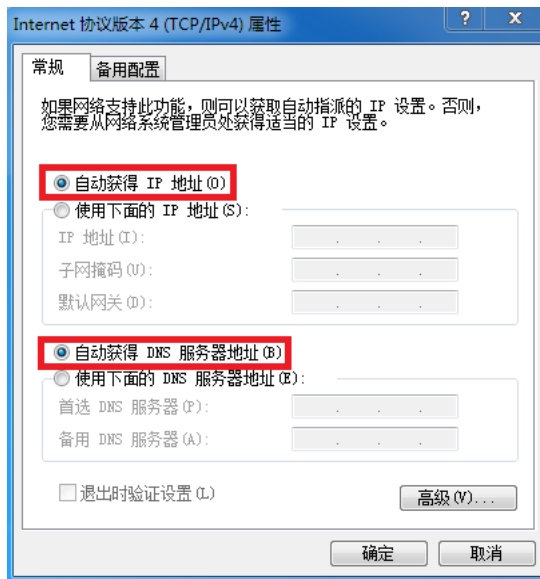 Internet 协议版本 4 (TCP/IPv4) 属性
常规 备用配置
如果网络支持此功能，则可以获取自动指派的 IP 设置。否则，
您需要从网络系统管理员处获得适当的 IP 设置。
自动获得 IP 地址(O)
使用下面的 IP 地址(S):
IP 地址(I):
子网掩码(U):
默认网关(D):
自动获得 DNS 服务器地址(B)
使用下面的 DNS 服务器地址(E):
首选 DNS 服务器(P):
备用 DNS 服务器(A):
退出时验证设置(L)
高级(V)...
确定 取消